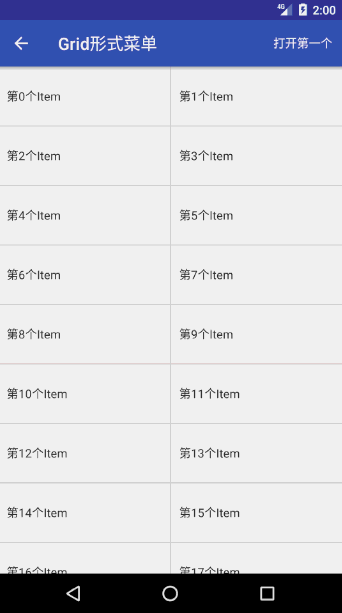 4G 2:00
Grid形式菜单 打开第一个
第0个Item 第1个Item
第2个Item 第3个Item
第4个Item 第5个Item
第6个Item 第7个Item
第8个Item 第9个Item
第10个Item 第11个Item
第12个Item 第13个Item
第14个Item 第15个Item
第16个Item 第17个Item